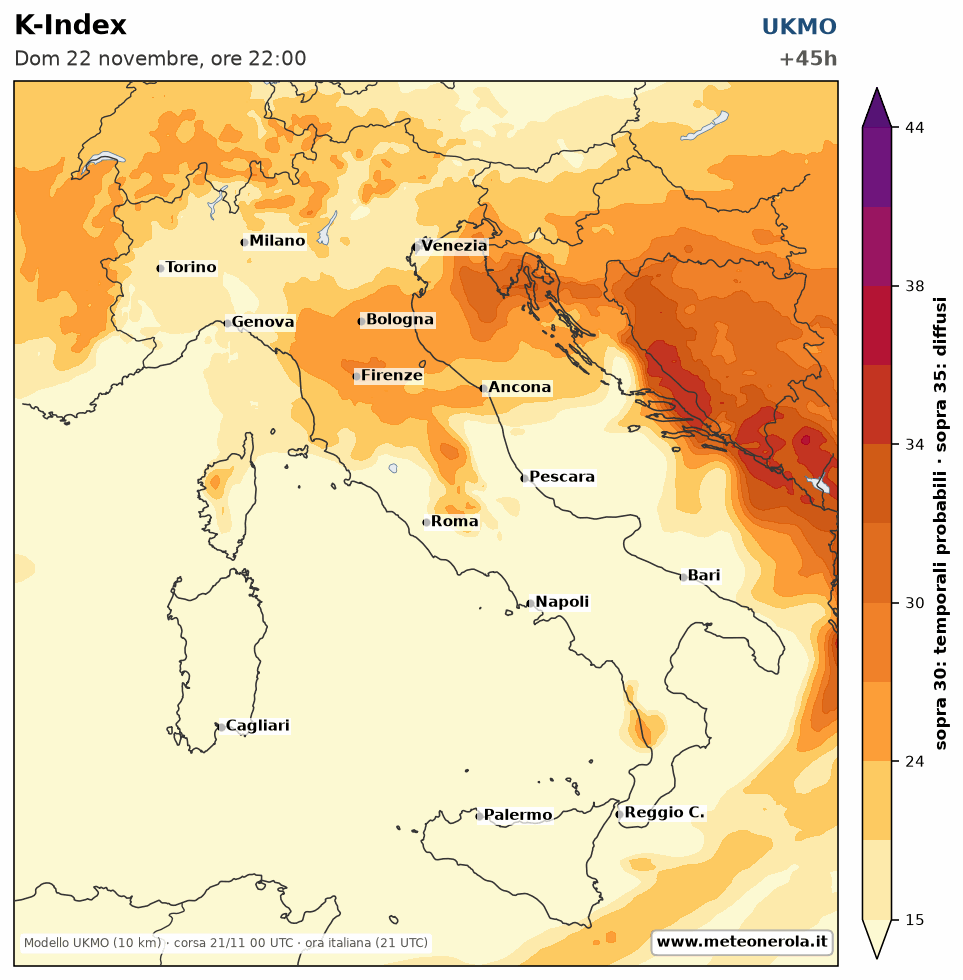 K-Index
UKMO
Dom 22 novembre, ore 22:00
+45h
44
38
34
30
24
15
sopra 30: temporali probabili · sopra 35: diffusi
Milano
Venezia
Torino
Genova
Bologna
Firenze
Ancona
Pescara
Roma
Bari
Napoli
Cagliari
Palermo
Reggio C.
Modello UKMO (10 km) · corsa 21/11 00 UTC · ora italiana (21 UTC)
www.meteonerola.it